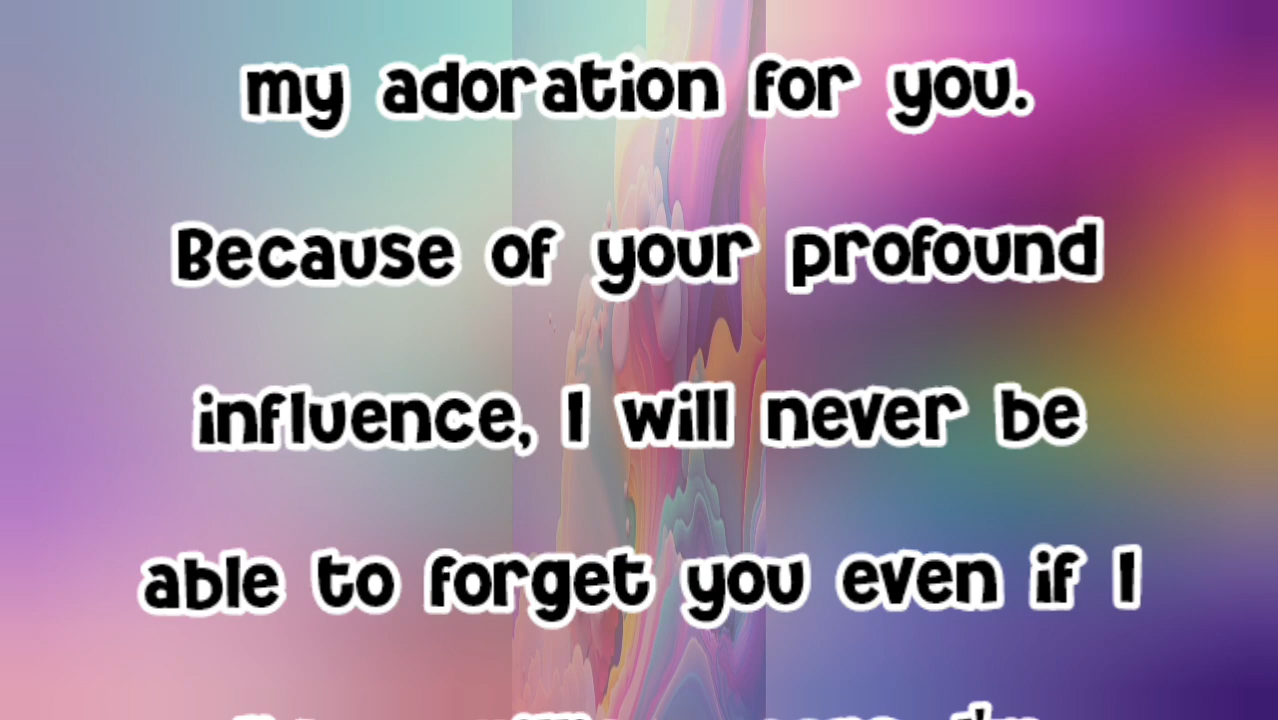 my adoration for you.
Because of your profound
influence, I will never be
able to forget you even if I